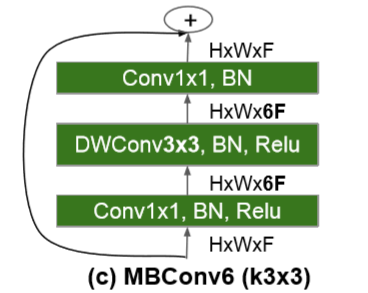 +
HxWxF
Conv1x1, BN
HxWx6F
DWConv3x3, BN, Relu
HxWx6F
Conv1x1, BN, Relu
HxWxF
(c) MBConv6 (k3x3)